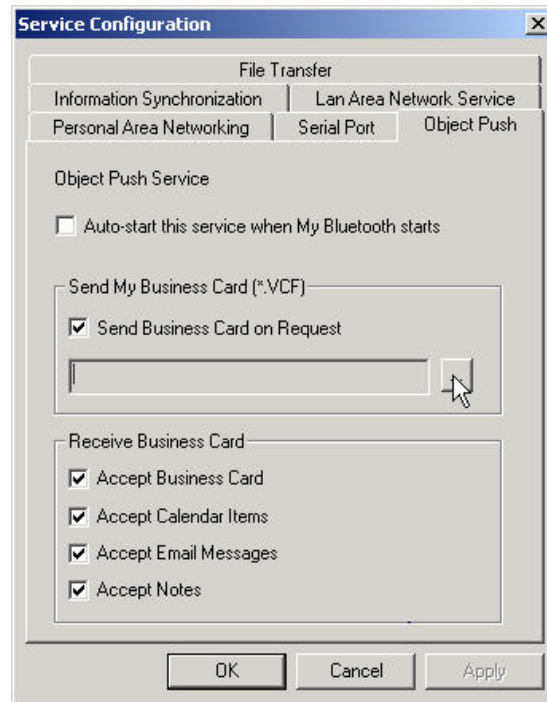 Service Configuration
File Transfer
Information Synchronization Lan Area Network Service
Personal Area Networking Serial Port Object Push
Object Push Service
Auto-start this service when My Bluetooth starts
Send My Business Card (*.VCF)
Send Business Card on Request
Receive Business Card
Accept Business Card
Accept Calendar Items
Accept Email Messages
Accept Notes
OK Cancel Apply